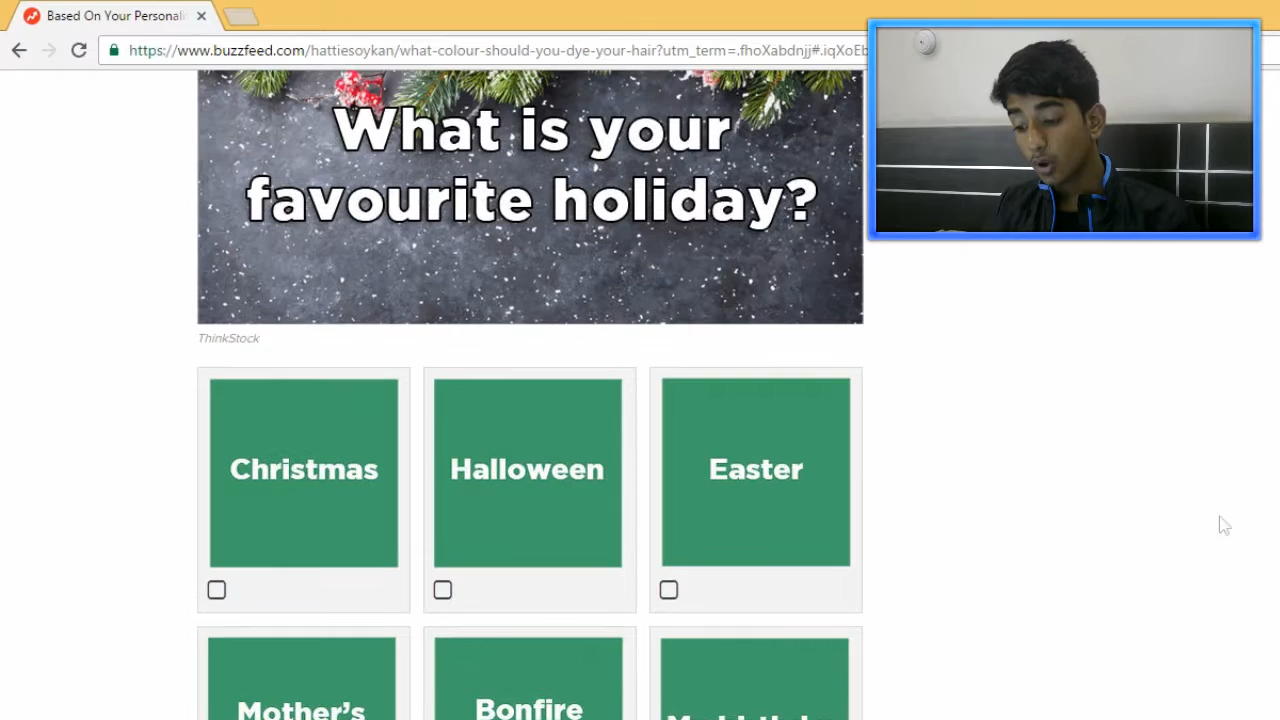 Based On Your Personali
https://www.buzzfeed.com/hattiesoykan/what-colour-should-you-dye-your-hair?utm_term=.fhoXabdnjj#.iqXoEb
What is your
favourite holiday?
ThinkStock
Christmas
Halloween
Easter
Mother's
Bonfire